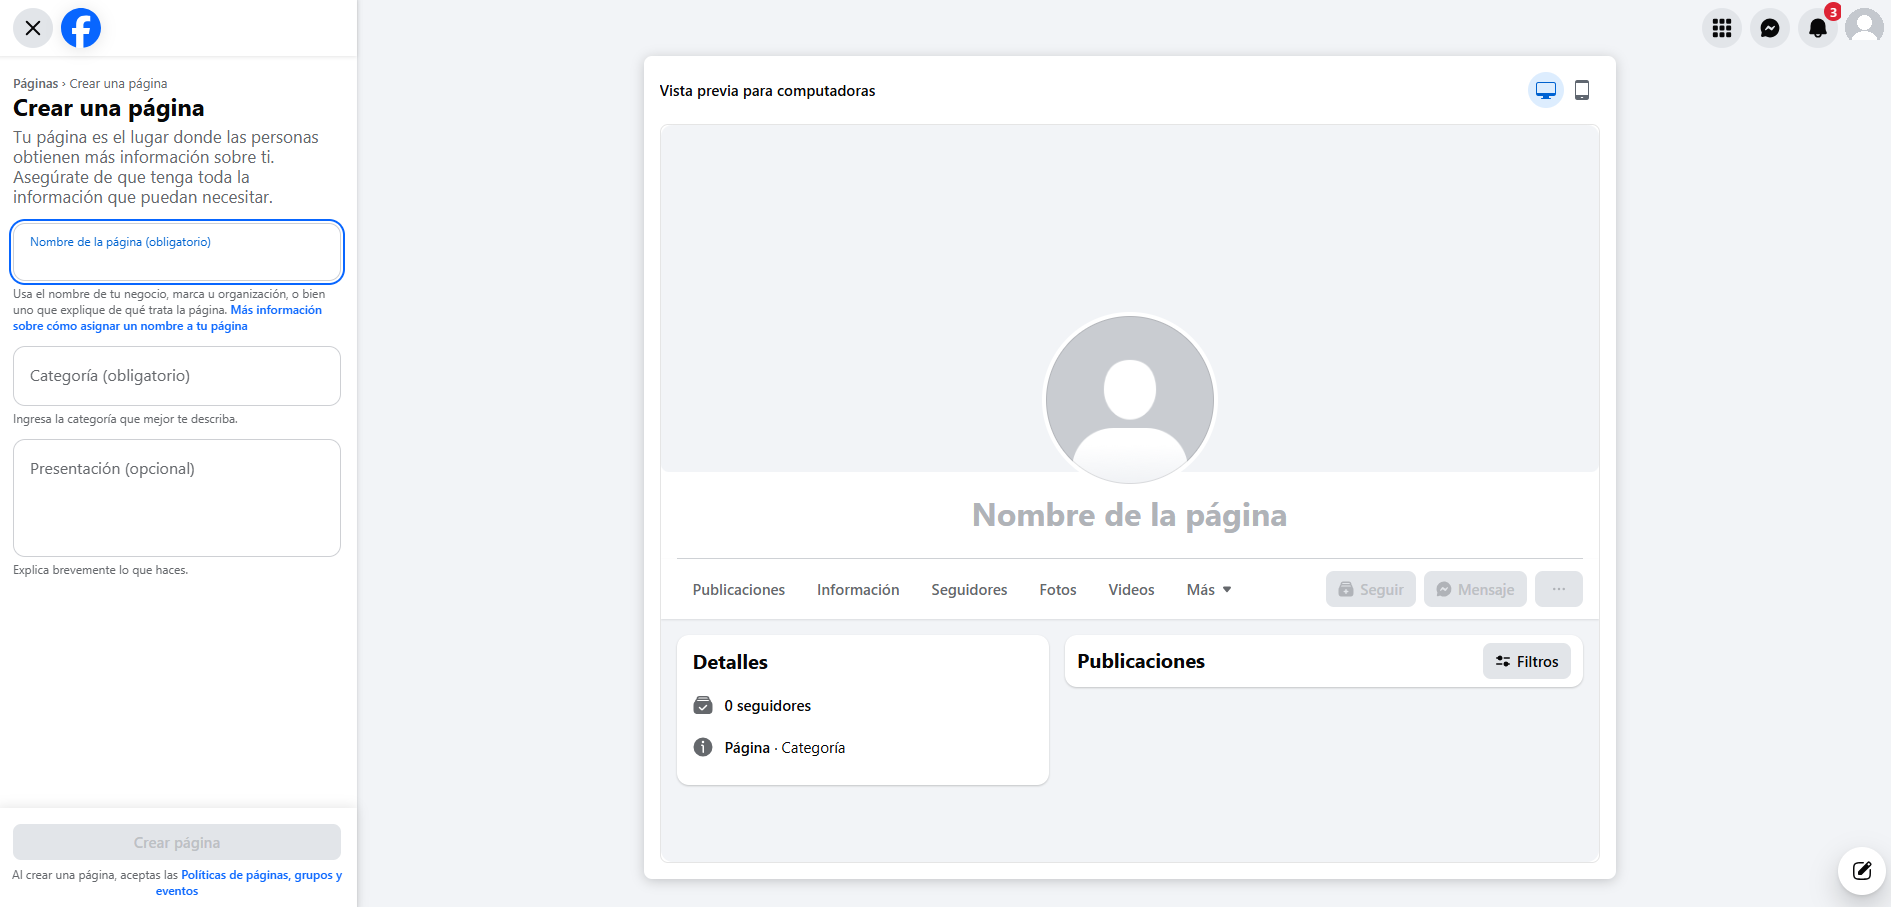 Páginas › Crear una página
Crear una página
Tu página es el lugar donde las personas
obtienen más información sobre ti.
Asegúrate de que tenga toda la
información que puedan necesitar.
Nombre de la página (obligatorio)
Usa el nombre de tu negocio, marca u organización, o bien
uno que explique de qué trata la página. Más información
sobre cómo asignar un nombre a tu página
Categoría (obligatorio)
Ingresa la categoría que mejor te describa.
Presentación (opcional)
Explica brevemente lo que haces.
Crear página
Al crear una página, aceptas las Políticas de páginas, grupos y
eventos
3
Vista previa para computadoras
Nombre de la página
Publicaciones Información Seguidores Fotos Videos Más Seguir Mensaje ...
Detalles
0 seguidores
Página · Categoría
Publicaciones
Filtros